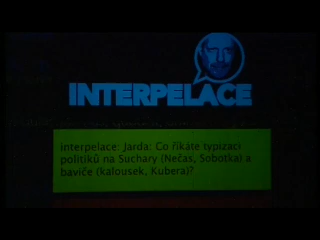 INTERPELACE
interpelace: Jarda: Co říkáte typizaci
politiků na Suchary (Nečas, Sobotka) a
baviče (kalousek, Kubera)?